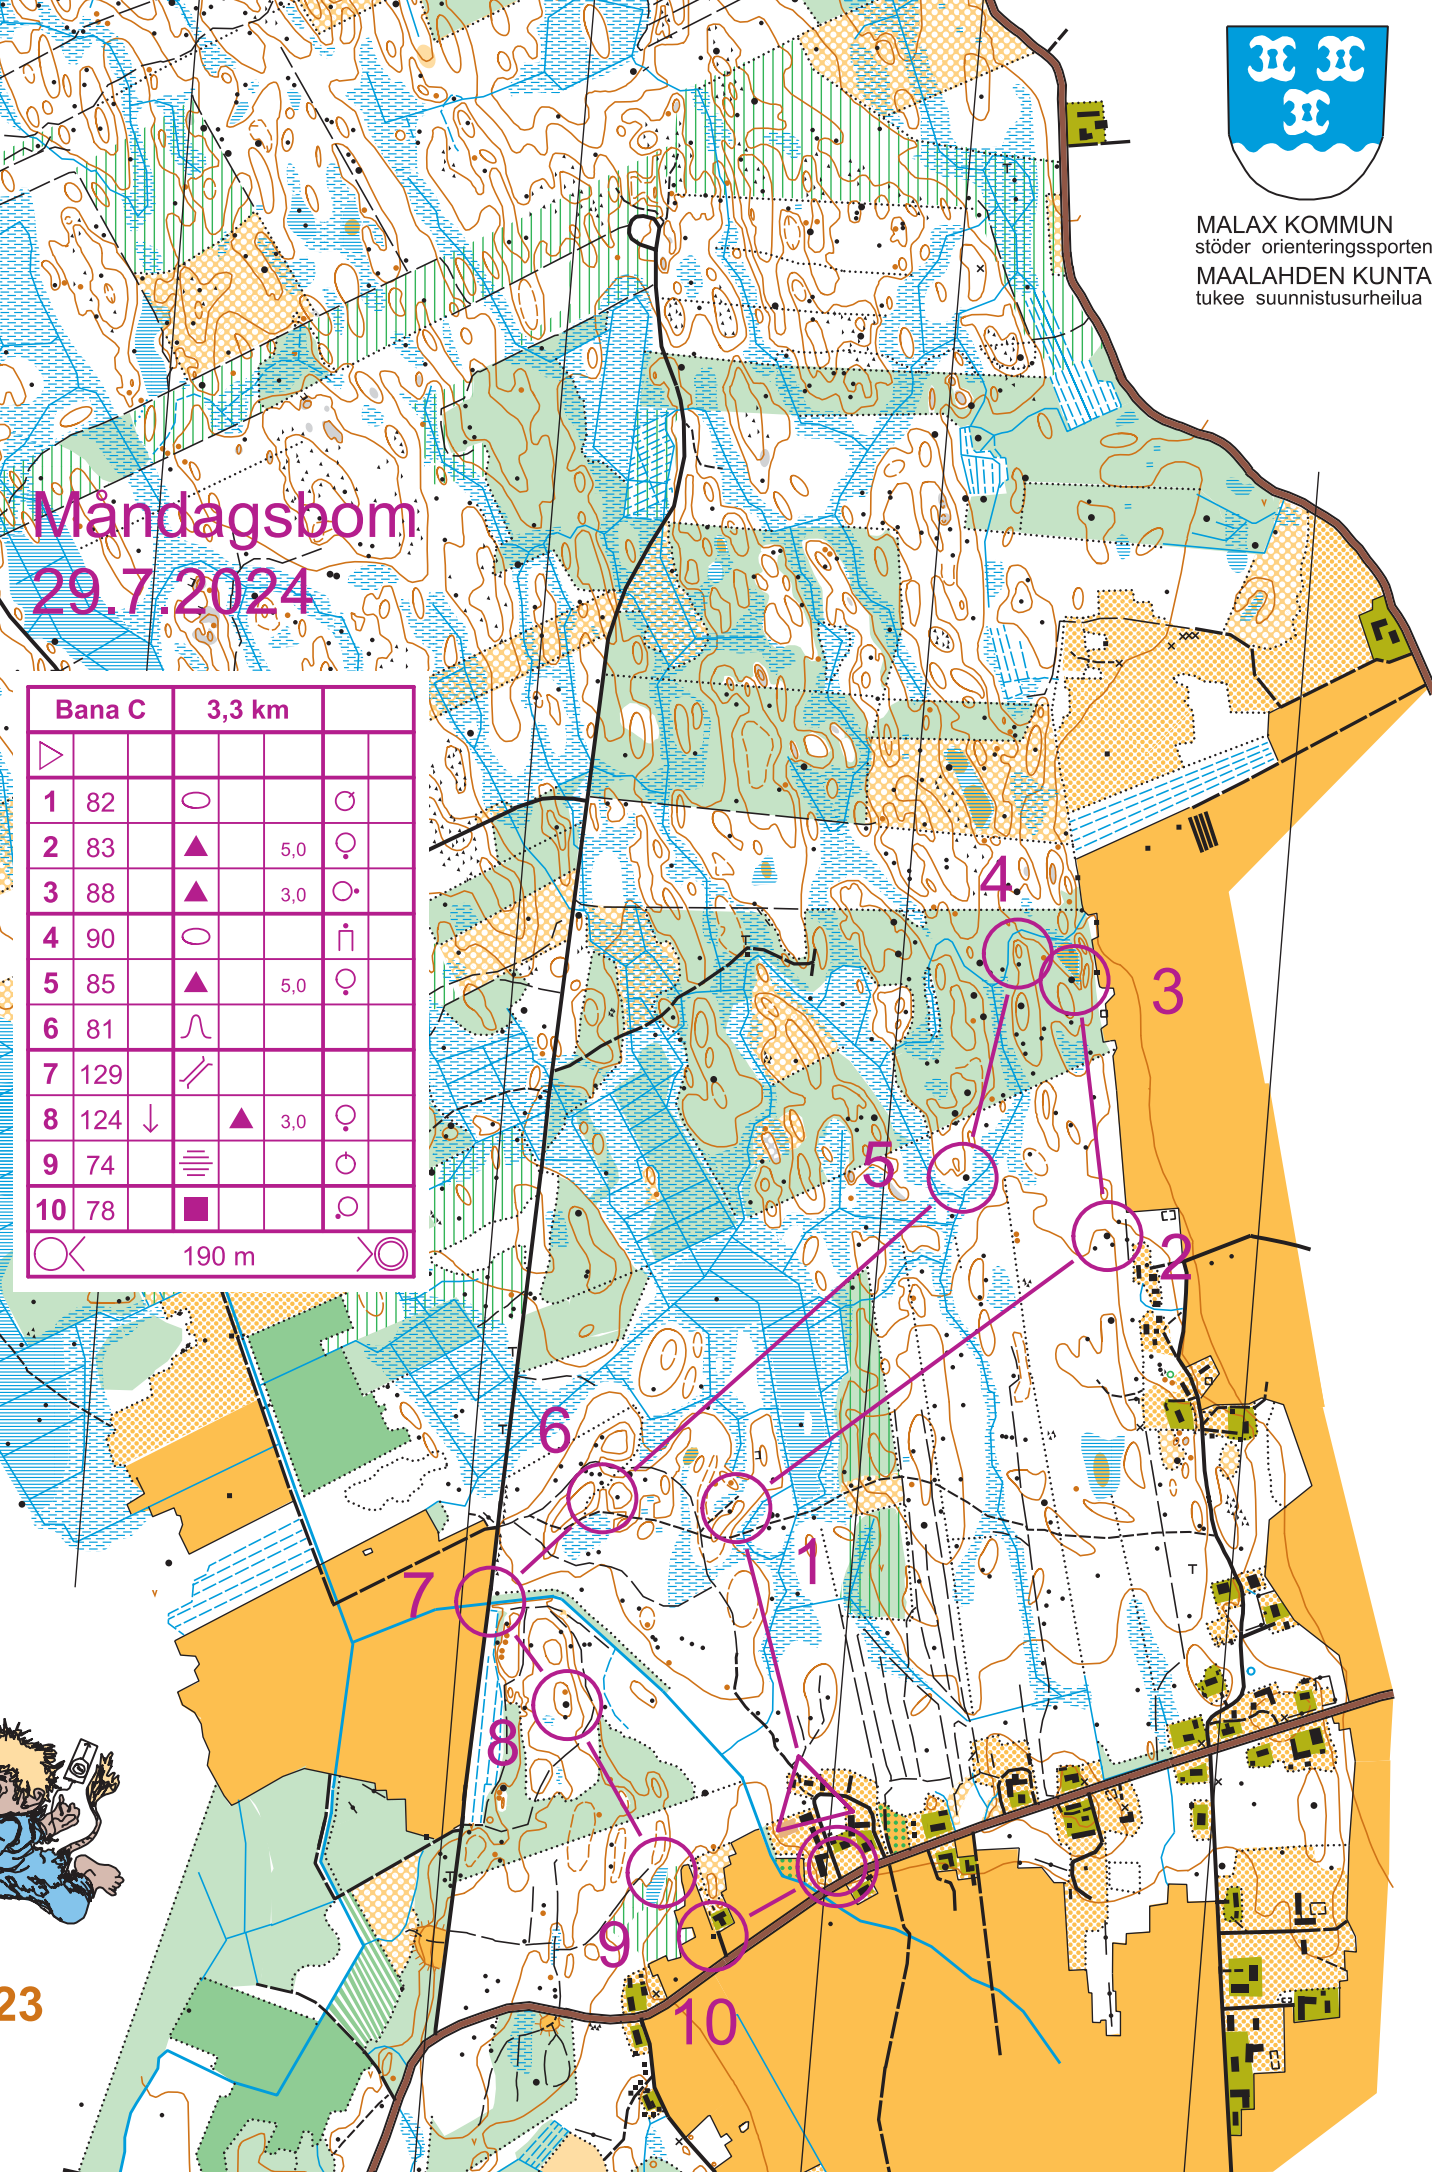 MALAX KOMMUN
stöder orienteringssporten
MAALAHDEN KUNTA
tukee suunnistusurheilua
Måndagsbom
29.7.2024
Bana C 3,3 km
1 82
2 83 5,0
3 88 3,0
4 90
5 85 5,0
6 81
7 129
8 124 3,0
9 74
10 78
190 m
4
3
5
2
6
1
7
8
9
10
23